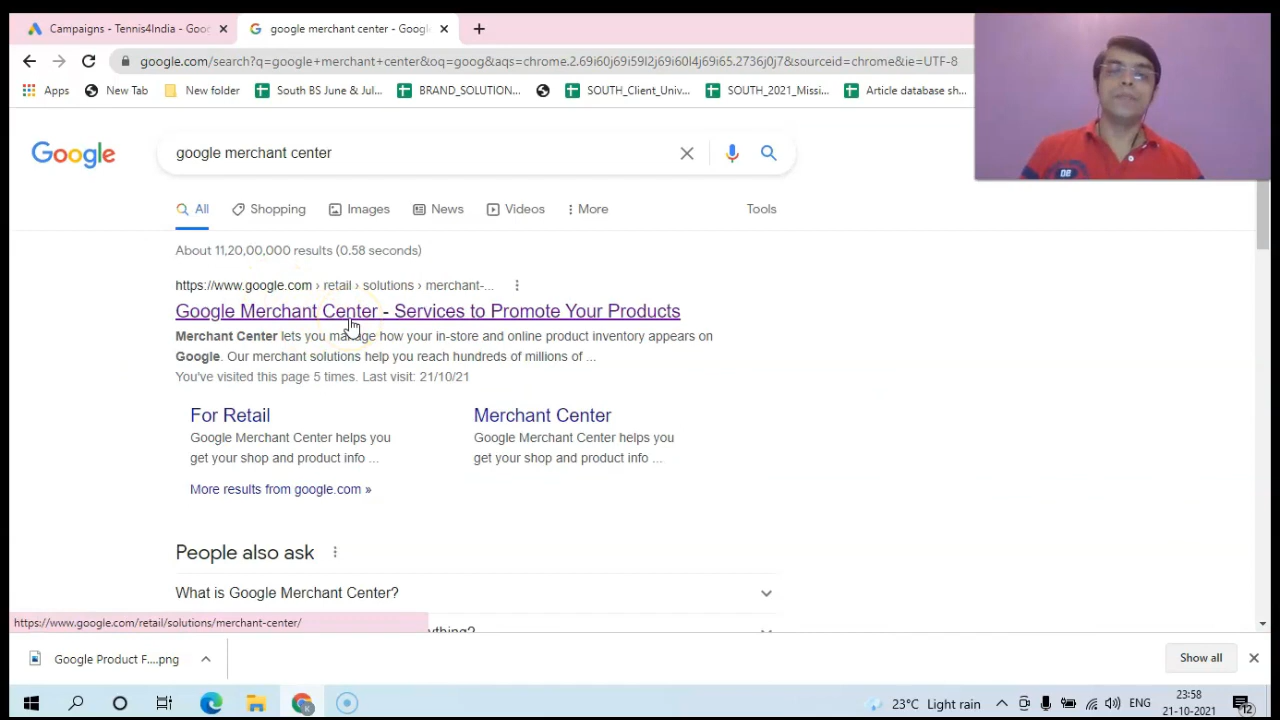 Campaigns - Tennis4India - Goo
google merchant center - Googl
google.com/search?q=google+merchant+center&oq=goog&aqs=chrome.2.69i60j69i59l2j69i60l4j69i65.2736j0j7&sourceid=chrome&ie=UTF-8
Apps
New Tab
New folder
South BS June & Jul...
BRAND_SOLUTION...
SOUTH_Client_Univ...
SOUTH_2021_Missi...
Article database sh...
DE
Google
google merchant center
All
Shopping
Images
News
Videos
More
Tools
About 11,20,00,000 results (0.58 seconds)
https://www.google.com › retail › solutions › merchant-...
Google Merchant Center - Services to Promote Your Products
Merchant Center lets you manage how your in-store and online product inventory appears on
Google. Our merchant solutions help you reach hundreds of millions of ...
You've visited this page 5 times. Last visit: 21/10/21
For Retail
Google Merchant Center helps you
get your shop and product info ...
Merchant Center
Google Merchant Center helps you
get your shop and product info ...
More results from google.com »
People also ask
What is Google Merchant Center?
https://www.google.com/retail/solutions/merchant-center/
Google Product F....png
Show all
23°C Light rain
ENG
23:58
21-10-2021
12